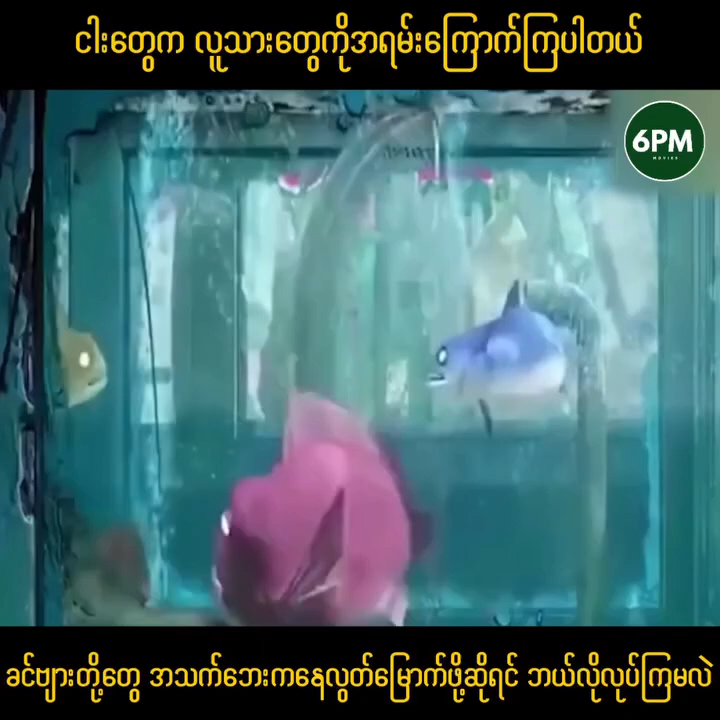 ငါးတွေက လူသားတွေကိုအရမ်းကြောက်ကြပါတယ်
6PM
MOVIES
ခင်ဗျားတို့တွေ အသက်ဘေးကနေလွတ်မြောက်ဖို့ဆိုရင် ဘယ်လိုလုပ်ကြမလဲ